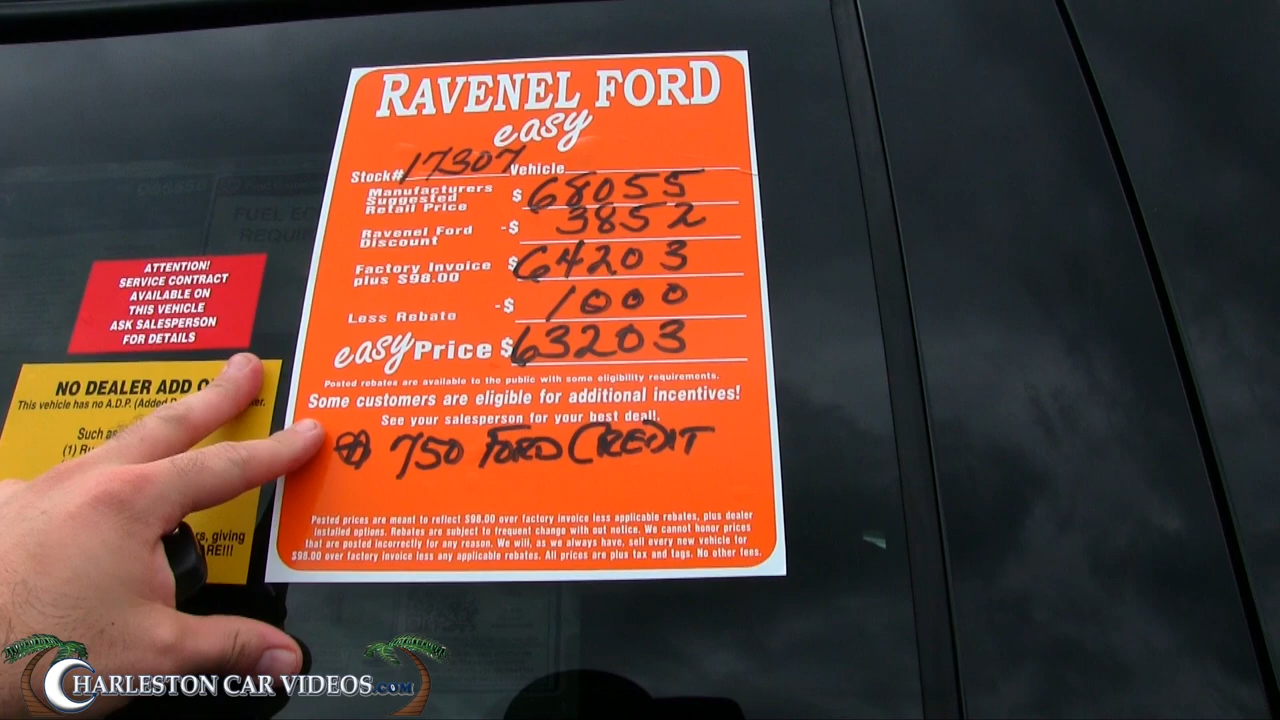 RAVENEL FORD
easy
Stock# 17307 Vehicle
Manufacturers
Suggested
Retail Price $ 68055
Ravenel Ford
Discount -$ 3852
Factory Invoice
plus $98.00 $ 64203
Less Rebate -$ 1000
easy Price $ 63203
Posted rebates are available to the public with some eligibility requirements.
Some customers are eligible for additional incentives!
See your salesperson for your best deal!.
750 FORD CREDIT
Posted prices are meant to reflect $98.00 over factory invoice less applicable rebates, plus dealer
installed options. Rebates are subject to frequent change with out notice. We cannot honor prices
that are posted incorrectly for any reason. We will, as we always have, sell every new vehicle for
$98.00 over factory invoice less any applicable rebates. All prices are plus tax and tags. No other fees.
ATTENTION!
SERVICE CONTRACT
AVAILABLE ON
THIS VEHICLE
ASK SALESPERSON
FOR DETAILS
NO DEALER ADD
This vehicle has no A.D.P. (Added
Such as
(1)
giving
CHARLESTON CAR VIDEOS.COM